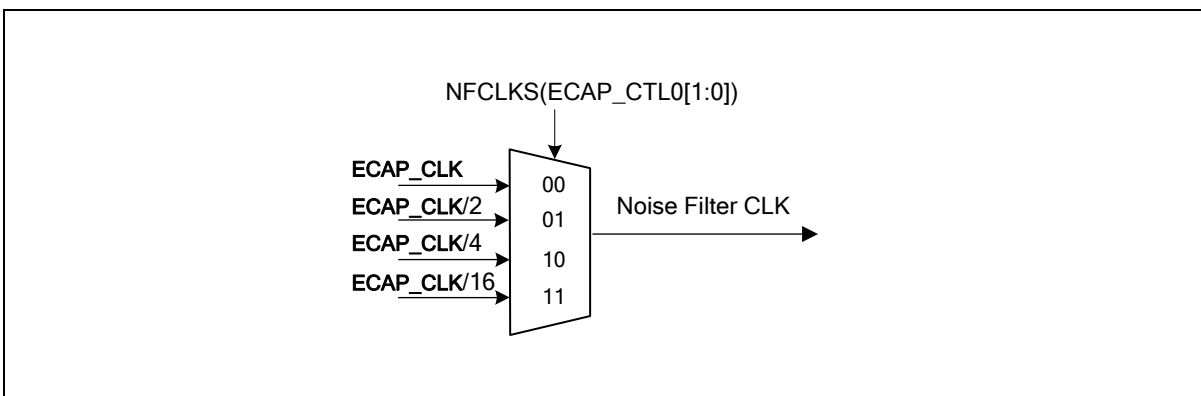 NFCLKS(ECAP_CTL0[1:0])
ECAP_CLK
00
ECAP_CLK/2
01
Noise Filter CLK
ECAP_CLK/4
10
ECAP_CLK/16
11